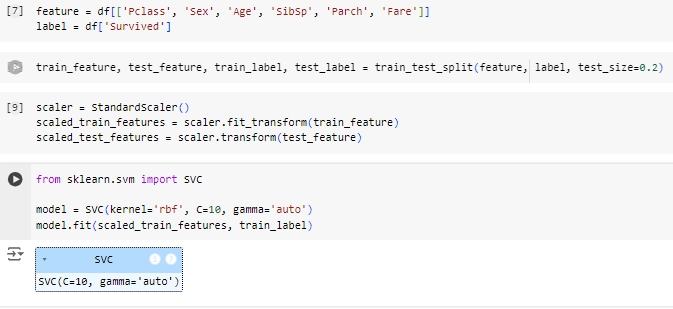 [7] feature = df[['Pclass', 'Sex', 'Age', 'SibSp', 'Parch', 'Fare']]
label = df['Survived']
train_feature, test_feature, train_label, test_label = train_test_split(feature, label, test_size=0.2)
[9] scaler = StandardScaler()
scaled_train_features = scaler.fit_transform(train_feature)
scaled_test_features = scaler.transform(test_feature)
from sklearn.svm import SVC
model = SVC(kernel='rbf', C=10, gamma='auto')
model.fit(scaled_train_features, train_label)
SVC i ?
SVC(C=10, gamma='auto')